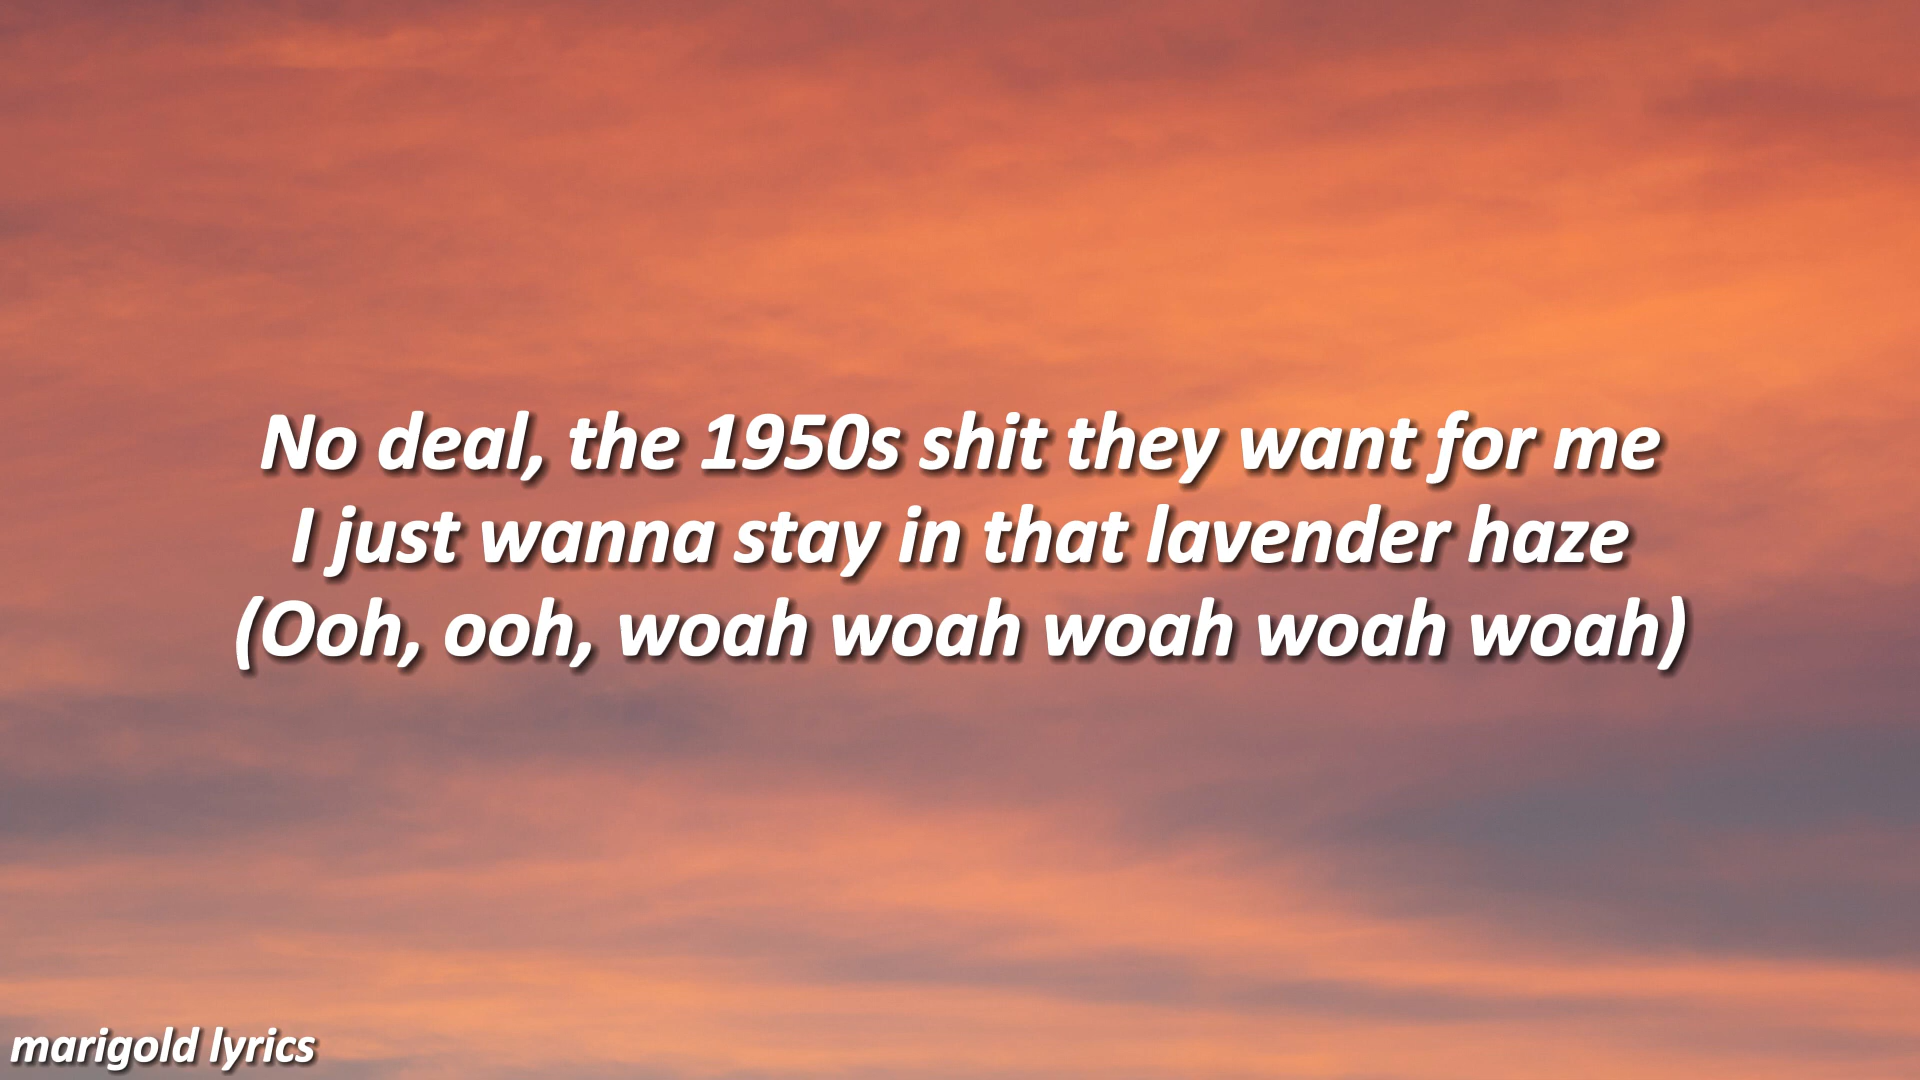 No deal, the 1950s shit they want for me
I just wanna stay in that lavender haze
(Ooh, ooh, woah woah woah woah woah)
marigold lyrics